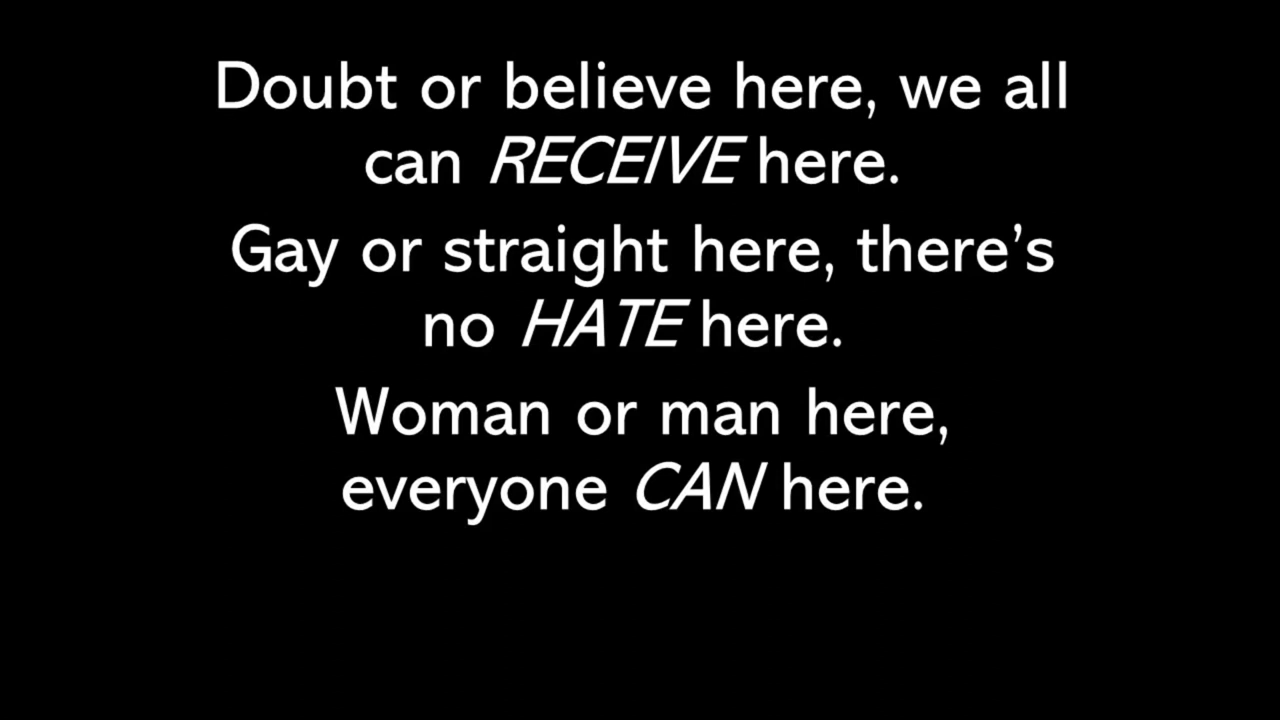 Doubt or believe here, we all
can RECEIVE here.
Gay or straight here, there’s
no HATE here.
Woman or man here,
everyone CAN here.